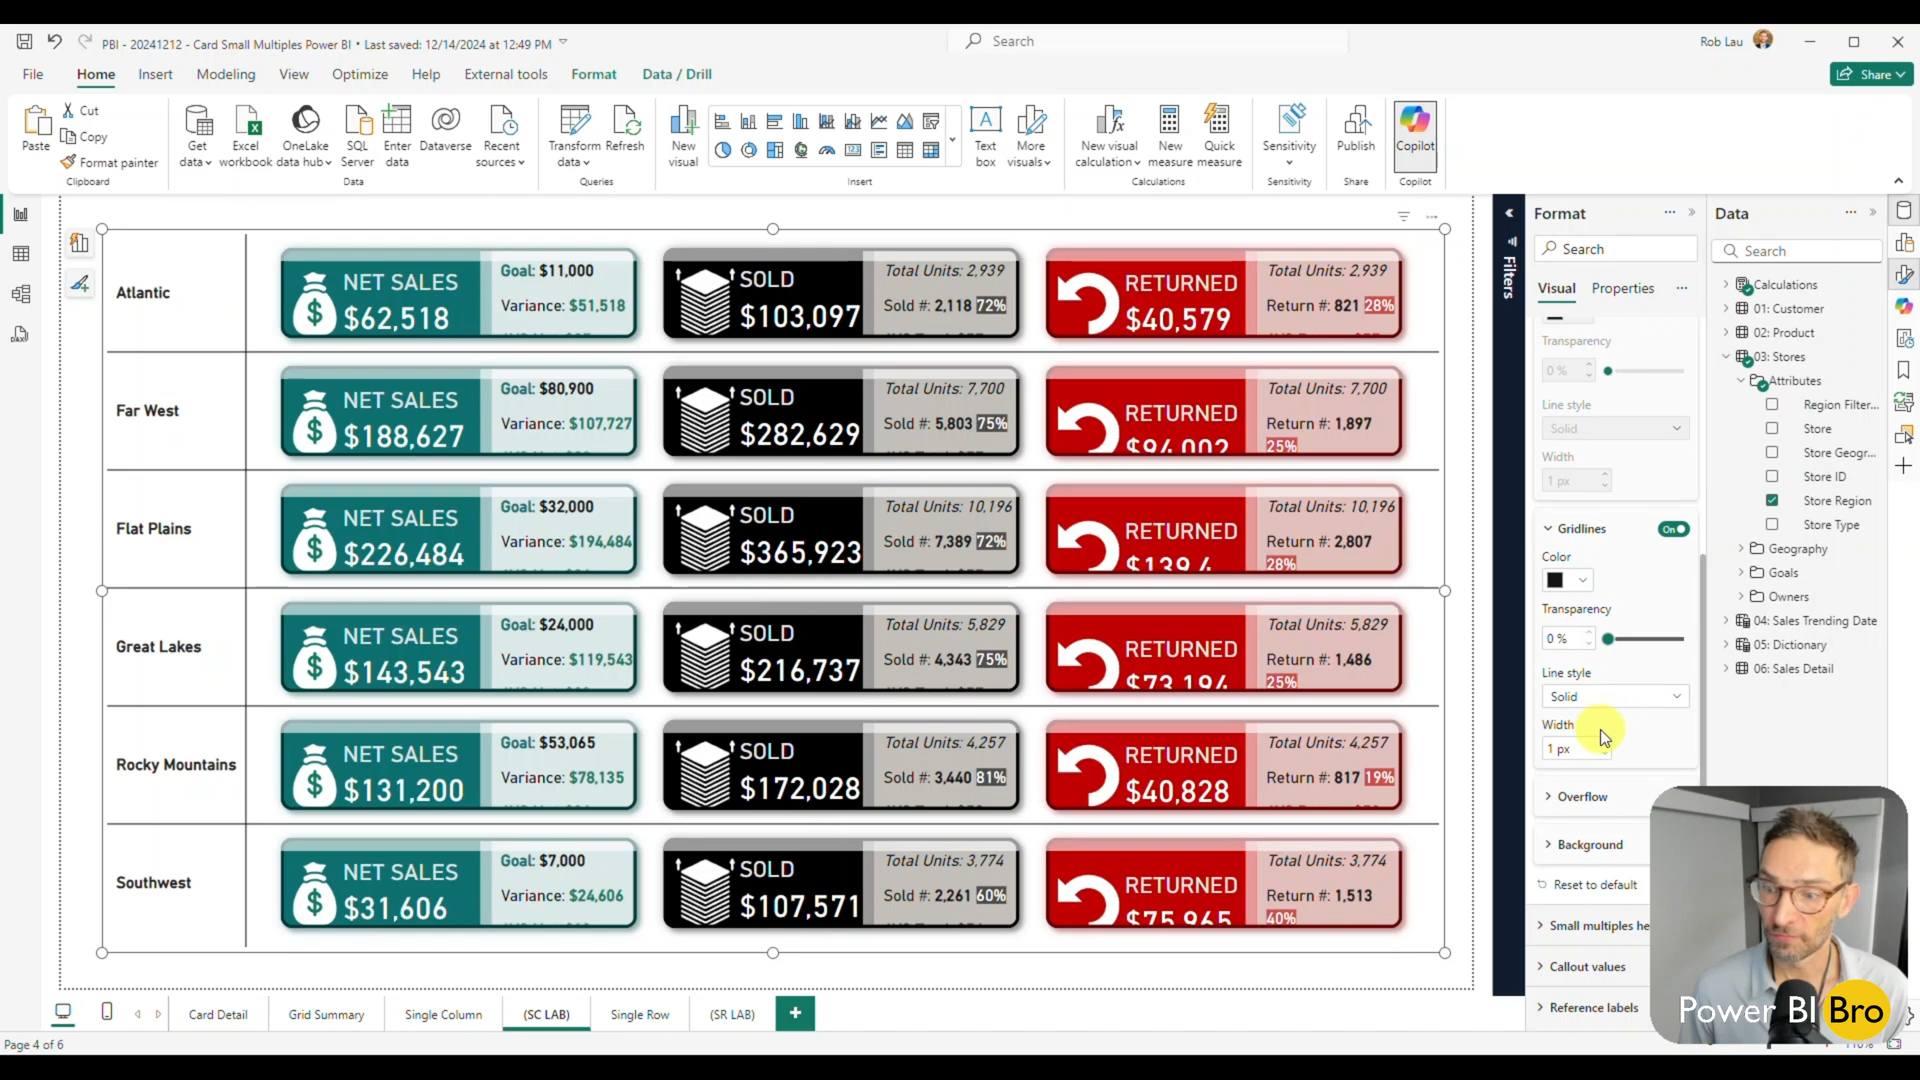 PBI - 20241212 - Card Small Multiples Power BI • Last saved: 12/14/2024 at 12:49 PM
Search
Rob Lau
File Home Insert Modeling View Optimize Help External tools Format Data / Drill
Share
Paste
Cut
Copy
Format painter
Clipboard
Get data
Excel workbook
OneLake data hub
SQL Server
Enter data
Dataverse
Recent sources
Data
Transform data
Refresh
Queries
New visual
Text box
More visuals
Insert
New visual calculation
New measure
Quick measure
Calculations
Sensitivity
Sensitivity
Publish
Share
Copilot
Copilot
Atlantic
NET SALES
$62,518
Goal: $11,000
Variance: $51,518
SOLD
$103,097
Total Units: 2,939
Sold #: 2,118 72%
RETURNED
$40,579
Total Units: 2,939
Return #: 821 28%
Far West
NET SALES
$188,627
Goal: $80,900
Variance: $107,727
SOLD
$282,629
Total Units: 7,700
Sold #: 5,803 75%
RETURNED
$94,002
Total Units: 7,700
Return #: 1,897
25%
Flat Plains
NET SALES
$226,484
Goal: $32,000
Variance: $194,484
SOLD
$365,923
Total Units: 10,196
Sold #: 7,389 72%
RETURNED
Total Units: 10,196
Return #: 2,807
28%
Great Lakes
NET SALES
$143,543
Goal: $24,000
Variance: $119,543
SOLD
$216,737
Total Units: 5,829
Sold #: 4,343 75%
RETURNED
$73,194
Total Units: 5,829
Return #: 1,486
25%
Rocky Mountains
NET SALES
$131,200
Goal: $53,065
Variance: $78,135
SOLD
$172,028
Total Units: 4,257
Sold #: 3,440 81%
RETURNED
$40,828
Total Units: 4,257
Return #: 817 19%
Southwest
NET SALES
$31,606
Goal: $7,000
Variance: $24,606
SOLD
$107,571
Total Units: 3,774
Sold #: 2,261 60%
RETURNED
$75,965
Total Units: 3,774
Return #: 1,513
40%
Filters
Format
Search
Visual Properties
Transparency
0 %
Line style
Solid
Width
1 px
Gridlines
On
Color
Transparency
0 %
Line style
Solid
Width
1 px
Overflow
Background
Reset to default
Small multiples he
Callout values
Reference labels
Data
Search
Calculations
01: Customer
02: Product
03: Stores
Attributes
Region Filter...
Store
Store Geogr...
Store ID
Store Region
Store Type
Geography
Goals
Owners
04: Sales Trending Date
05: Dictionary
06: Sales Detail
Power BI Bro
Card Detail Grid Summary Single Column (SC LAB) Single Row (SR LAB) +
Page 4 of 6
110%